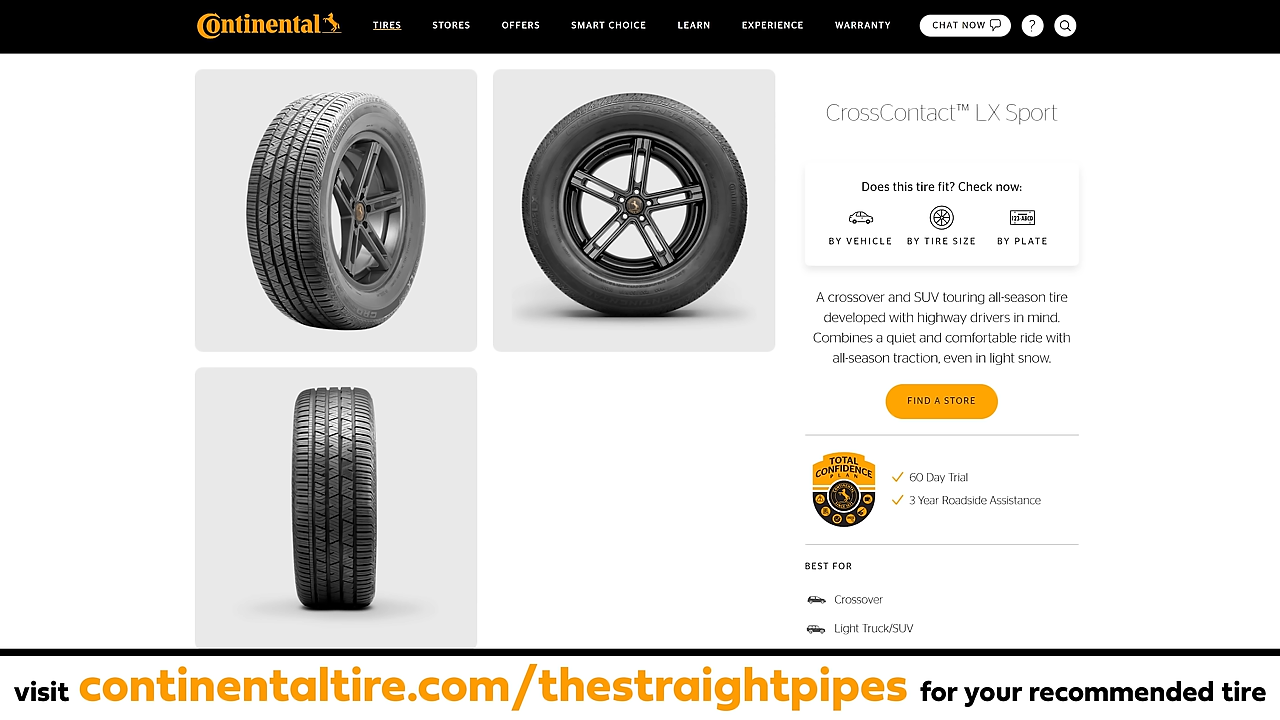 Continental
TIRES
STORES
OFFERS
SMART CHOICE
LEARN
EXPERIENCE
WARRANTY
CHAT NOW
?
CrossContact™ LX Sport
Does this tire fit? Check now:
123-ABCD
BY VEHICLE
BY TIRE SIZE
BY PLATE
A crossover and SUV touring all-season tire
developed with highway drivers in mind.
Combines a quiet and comfortable ride with
all-season traction, even in light snow.
FIND A STORE
TOTAL
CONFIDENCE
PLAN
60 Day Trial
3 Year Roadside Assistance
BEST FOR
Crossover
Light Truck/SUV
visit continentaltire.com/thestraightpipes for your recommended tire